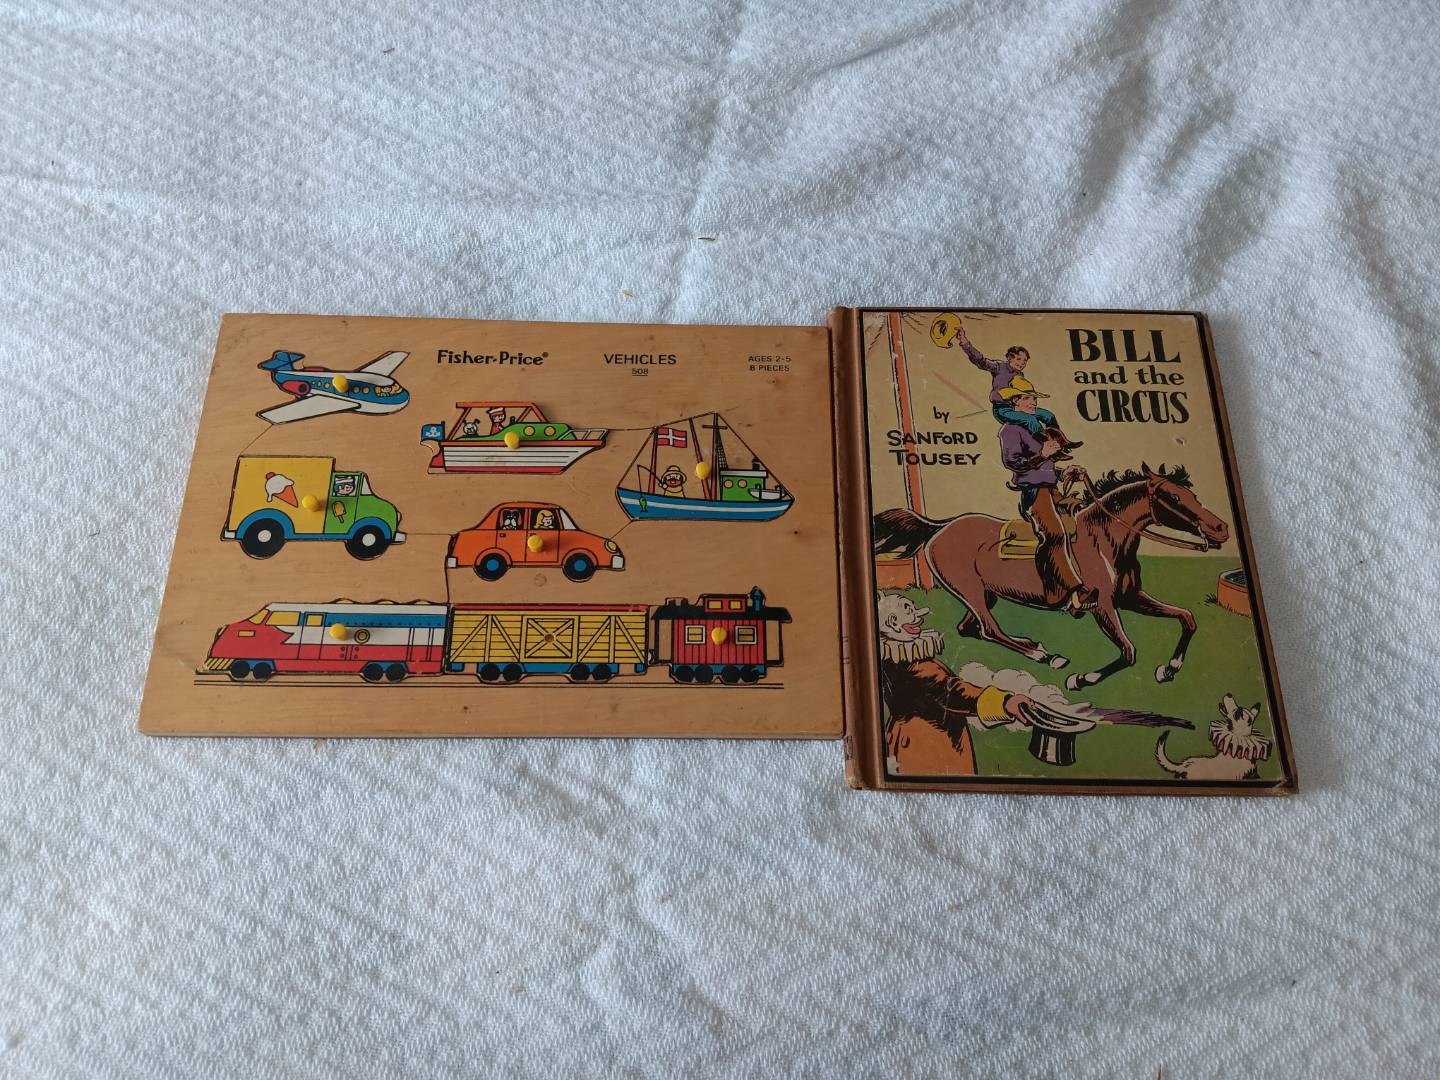 Fisher-Price®
VEHICLES
508
AGES 2-5
8 PIECES
BILL
and the
CIRCUS
by
SANFORD
TOUSEY